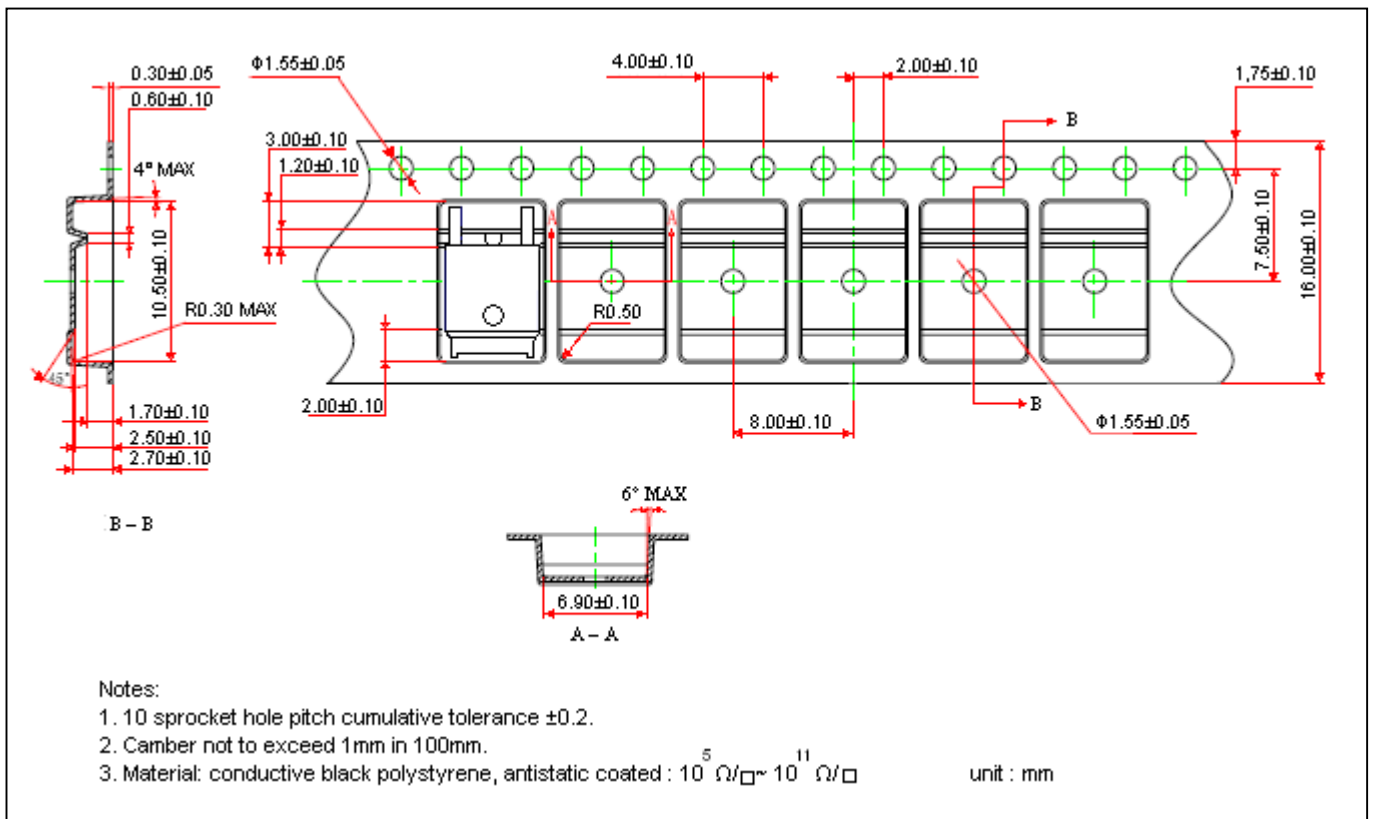 0.30±0.05
0.60±0.10
4° MAX
10.50±0.10
R0.30 MAX
45°
1.70±0.10
2.50±0.10
2.70±0.10
B – B
Φ1.55±0.05
4.00±0.10
2.00±0.10
1,75±0.10
3.00±0.10
1.20±0.10
B
A
A
7.50±0.10
16.00±0.10
R0.50
2.00±0.10
8.00±0.10
B
Φ1.55±0.05
6° MAX
6.90±0.10
A – A
Notes:
1. 10 sprocket hole pitch cumulative tolerance ±0.2.
2. Camber not to exceed 1mm in 100mm.
3. Material: conductive black polystyrene, antistatic coated : 10⁵ Ω/□~ 10¹¹ Ω/□ unit : mm